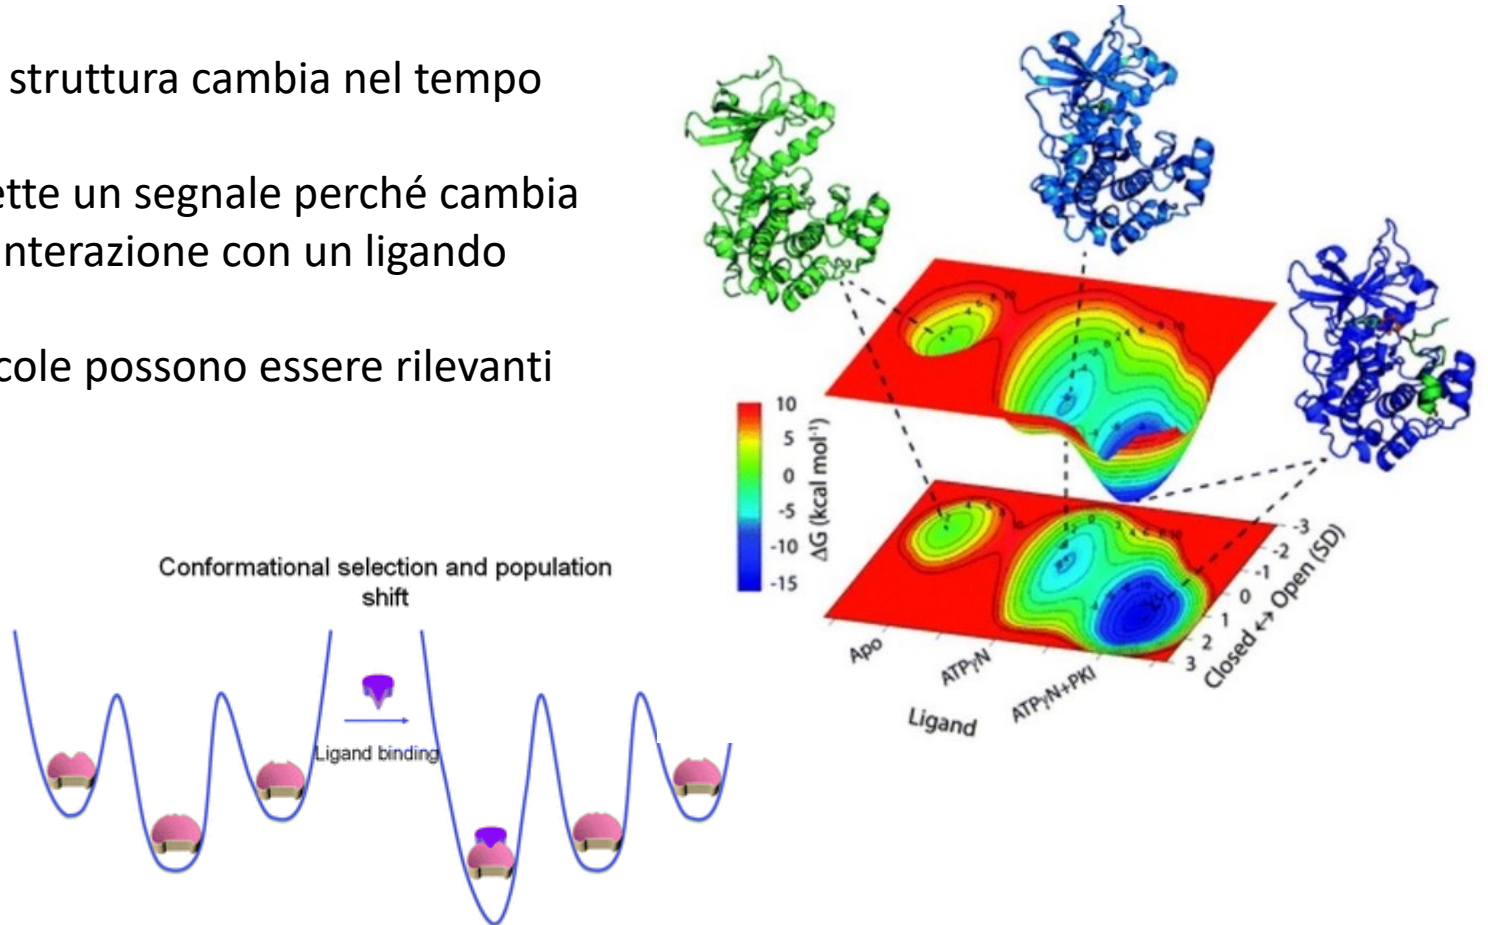 struttura cambia nel tempo
ette un segnale perché cambia
nterazione con un ligando
cole possono essere rilevanti
10
5
0
-5
-10
-15
ΔG (kcal mol⁻¹)
-3
-2
-1
0
1
2
3
Closed ↔ Open (SD)
Apo
ATPγN
ATPγN+PKI
Ligand
Conformational selection and population
shift
Ligand binding